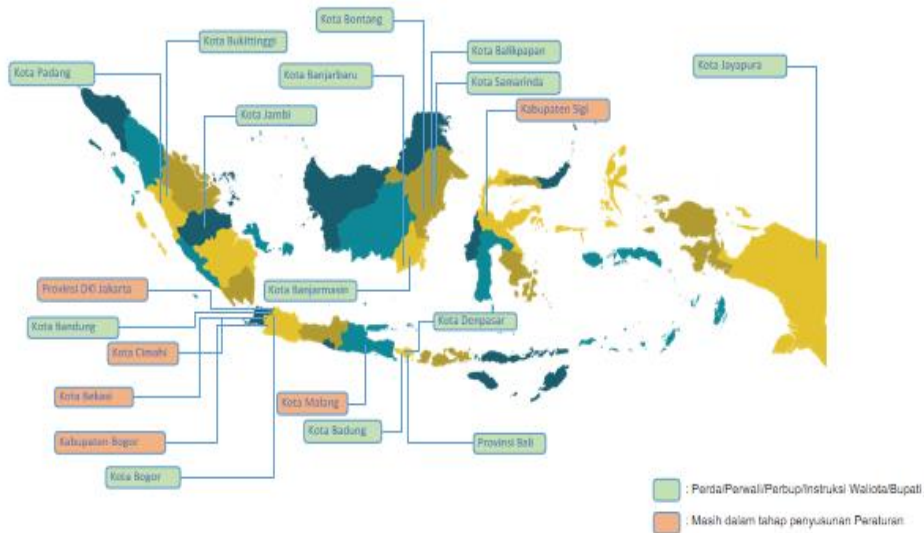 Kota Bontang
Kota Bukittinggi
Kota Balikpapan
Kota Padang
Kota Banjarbaru
Kota Samarinda
Kota Jayapura
Kota Jambi
Kabupaten Sigi
Provinsi DKI Jakarta
Kota Banjarmasin
Kota Bandung
Kota Denpasar
Kota Cimahi
Kota Bekasi
Kota Malang
Kota Badung
Kabupaten Bogor
Provinsi Bali
Kota Bogor
: Perda/Perwali/Perbup/Instruksi Waliota/Bupati
: Masih dalam tahap penyusunan Peraturan